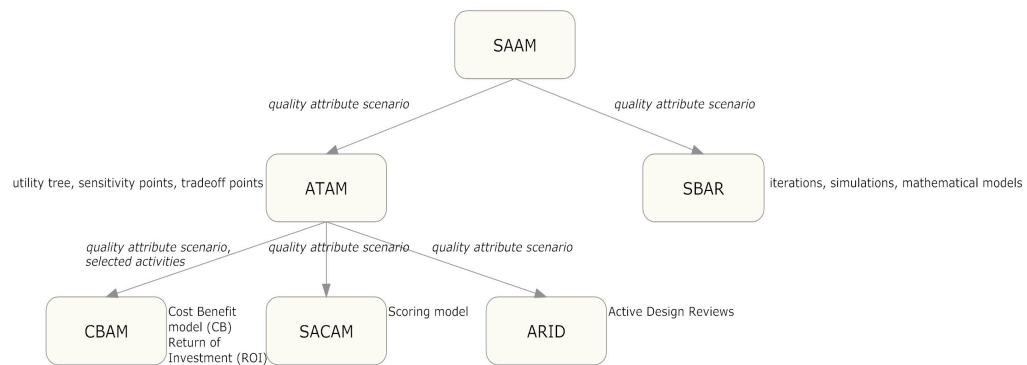 SAAM
quality attribute scenario
quality attribute scenario
utility tree, sensitivity points, tradeoff points
ATAM
SBAR
iterations, simulations, mathematical models
quality attribute scenario,
selected activities
quality attribute scenario
quality attribute scenario
CBAM
Cost Benefit
model (CB)
Return of
Investment (ROI)
SACAM
Scoring model
ARID
Active Design Reviews